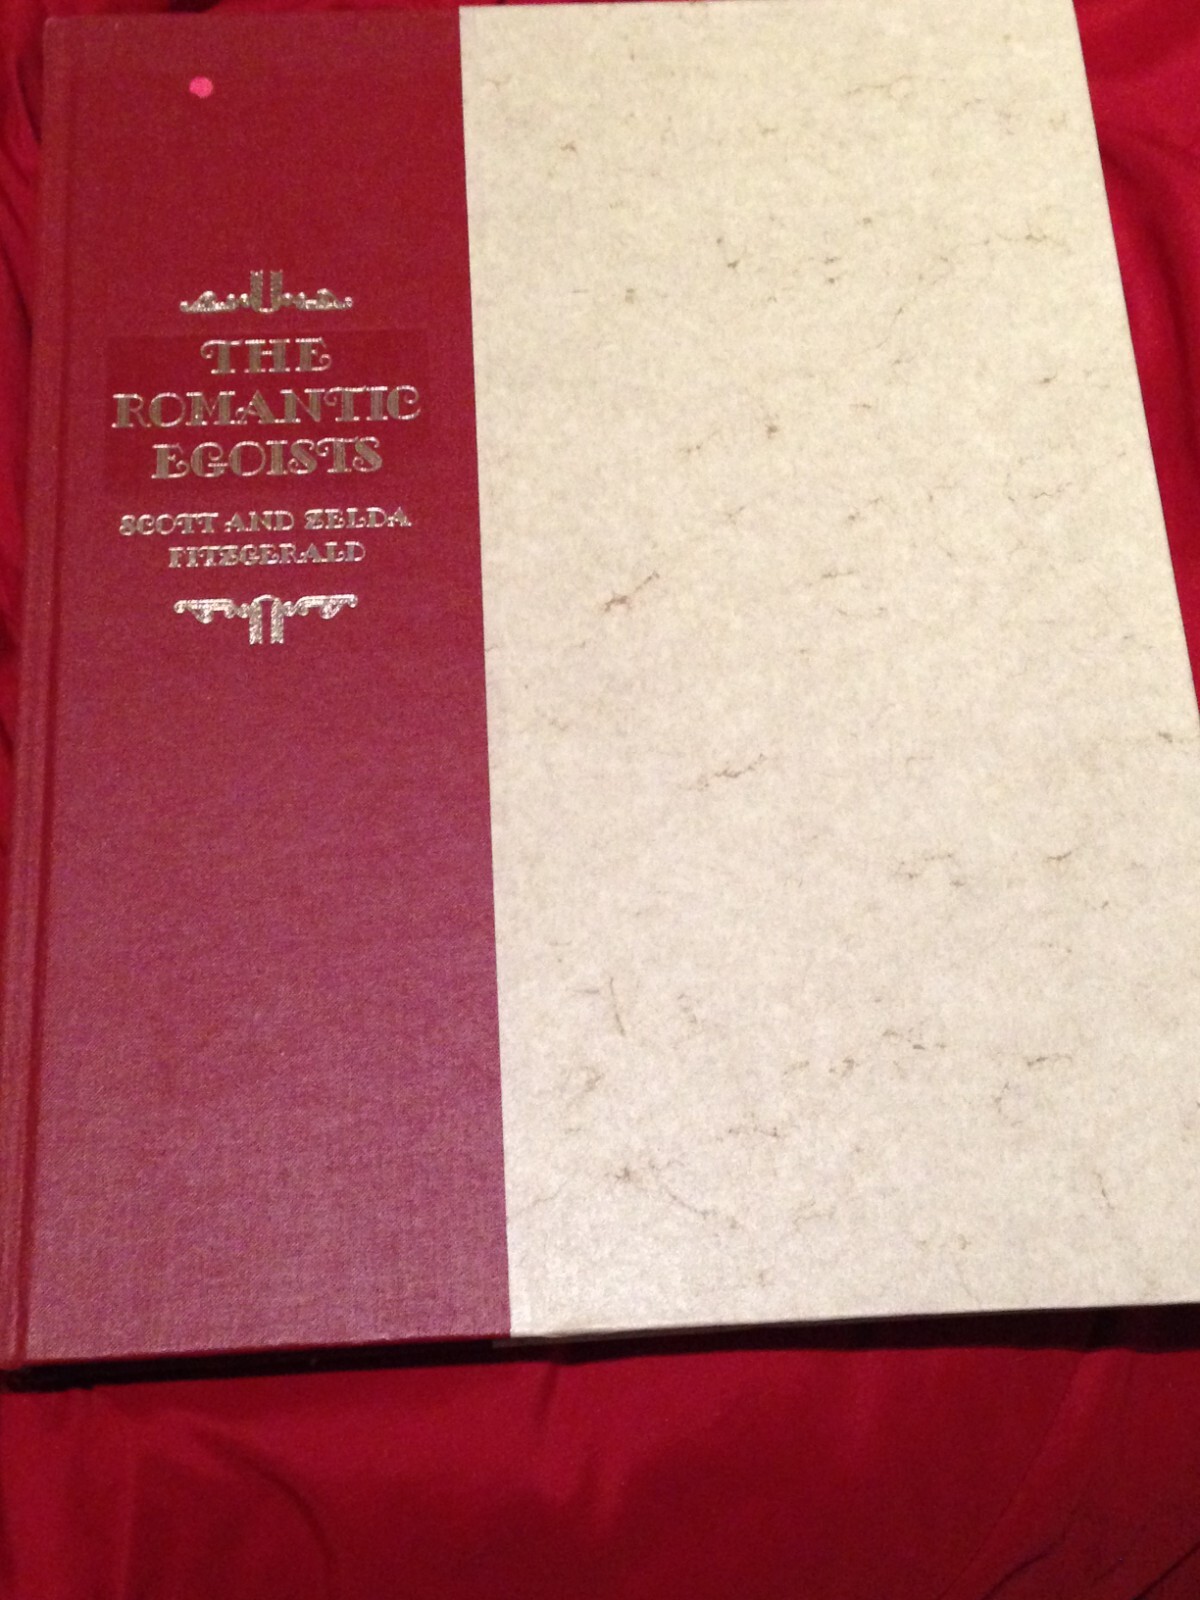 THE
ROMANTIC
EGOISTS
SCOTT AND ZELDA
FITZGERALD